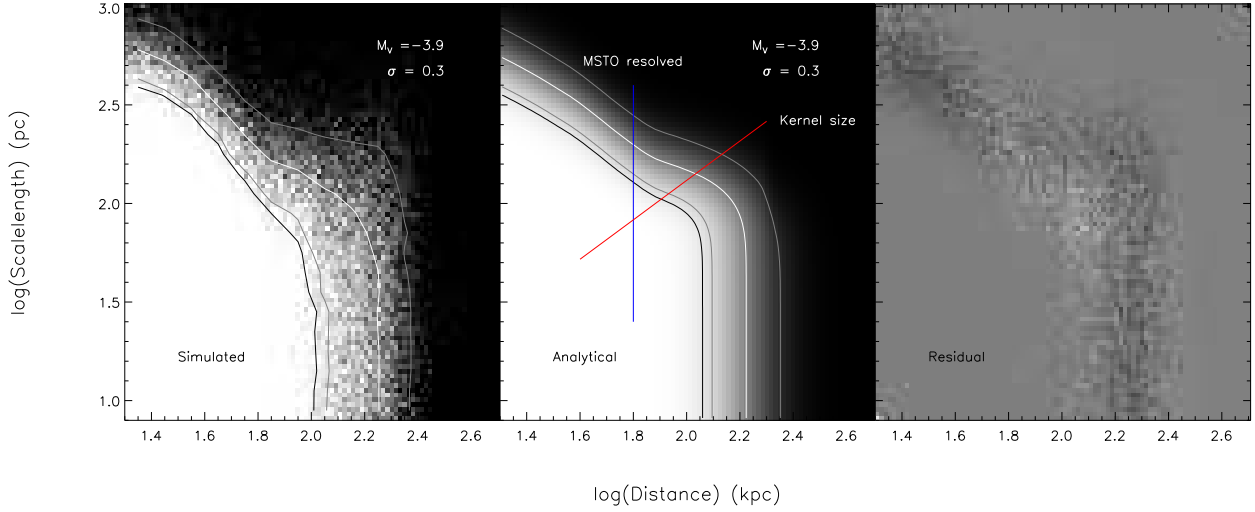 log(Scalelength) (pc)
3.0
2.5
2.0
1.5
1.0
M_V =−3.9
σ = 0.3
Simulated
MSTO resolved
M_V =−3.9
σ = 0.3
Kernel size
Analytical
Residual
1.4 1.6 1.8 2.0 2.2 2.4 2.6
1.4 1.6 1.8 2.0 2.2 2.4 2.6
1.4 1.6 1.8 2.0 2.2 2.4 2.6
log(Distance) (kpc)